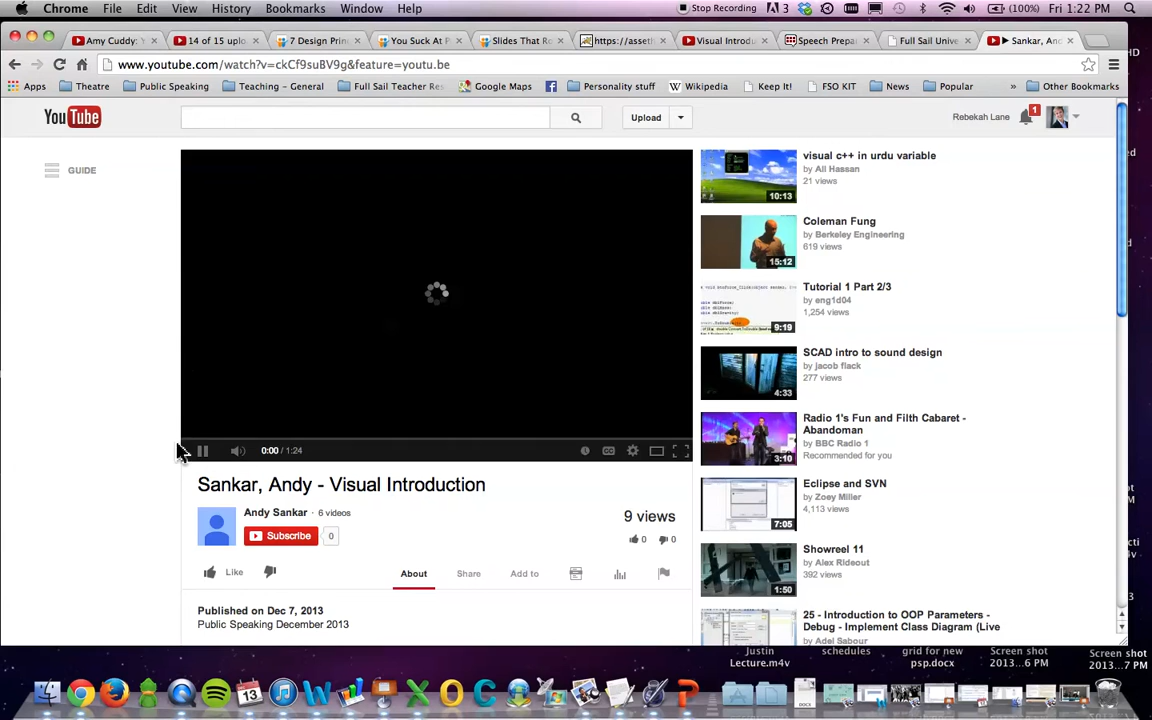 Chrome File Edit View History Bookmarks Window Help Stop Recording 3 (100%) Fri 1:22 PM
Amy Cuddy: Y 14 of 15 uplo 7 Design Prin You Suck At P Slides That Ro https://asseth Visual Introdu Speech Prepa Full Sail Unive Sankar, And
www.youtube.com/watch?v=ckCf9suBV9g&feature=youtu.be
Apps Theatre Public Speaking Teaching – General Full Sail Teacher Res Google Maps Personality stuff Wikipedia Keep It! FSO KIT News Popular » Other Bookmarks
YouTube Upload Rebekah Lane 1
GUIDE
0:00 / 1:24 CC
Sankar, Andy - Visual Introduction
Andy Sankar · 6 videos
Subscribe 0
9 views
0 0
Like About Share Add to
Published on Dec 7, 2013
Public Speaking December 2013
visual c++ in urdu variable
by Ali Hassan
21 views
10:13
Coleman Fung
by Berkeley Engineering
619 views
15:12
Tutorial 1 Part 2/3
by eng1d04
1,254 views
9:19
SCAD intro to sound design
by jacob flack
277 views
4:33
Radio 1's Fun and Filth Cabaret -
Abandoman
by BBC Radio 1
Recommended for you
3:10
Eclipse and SVN
by Zoey Miller
4,113 views
7:05
Showreel 11
by Alex Rideout
392 views
1:50
25 - Introduction to OOP Parameters -
Debug - Implement Class Diagram (Live
by Adel Sabour
HD
Justin
Lecture.m4v
schedules
grid for new
psp.docx
Screen shot
2013...6 PM
Screen shot
2013...7 PM
13
DOCX